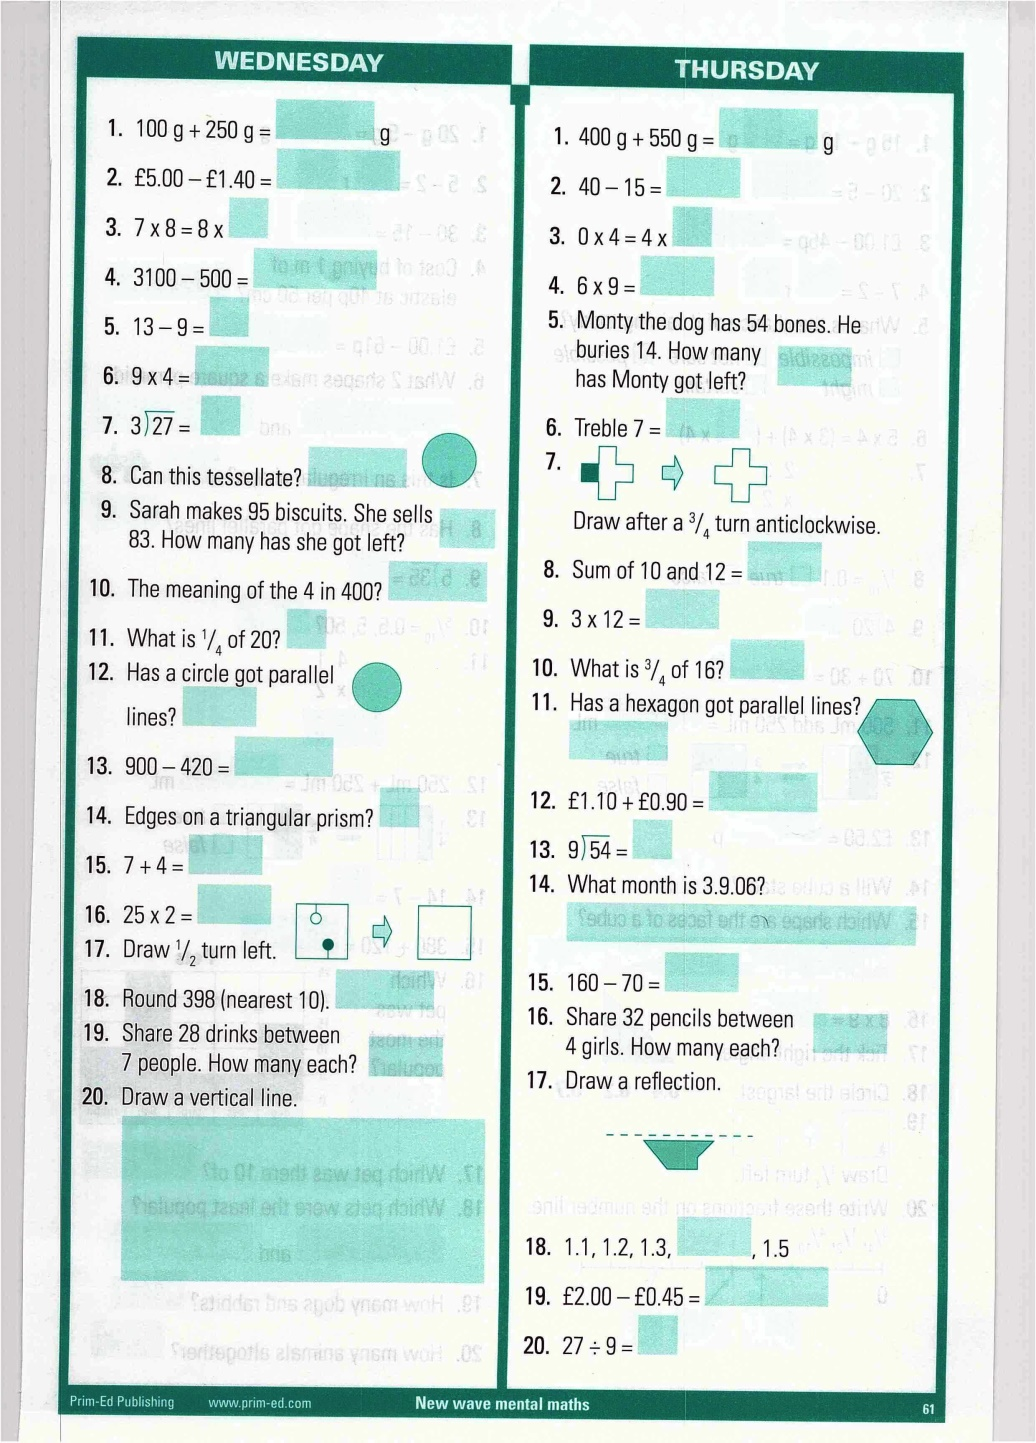 WEDNESDAY
1. 100 g + 250 g = g
2. £5.00 – £1.40 =
3. 7 x 8 = 8 x
4. 3100 – 500 =
5. 13 – 9 =
6. 9 x 4 =
7. 3)27 =
8. Can this tessellate?
9. Sarah makes 95 biscuits. She sells
83. How many has she got left?
10. The meaning of the 4 in 400?
11. What is 1/4 of 20?
12. Has a circle got parallel
lines?
13. 900 – 420 =
14. Edges on a triangular prism?
15. 7 + 4 =
16. 25 x 2 =
17. Draw 1/2 turn left.
18. Round 398 (nearest 10).
19. Share 28 drinks between
7 people. How many each?
20. Draw a vertical line.
THURSDAY
1. 400 g + 550 g = g
2. 40 – 15 =
3. 0 x 4 = 4 x
4. 6 x 9 =
5. Monty the dog has 54 bones. He
buries 14. How many
has Monty got left?
6. Treble 7 =
7.
Draw after a 3/4 turn anticlockwise.
8. Sum of 10 and 12 =
9. 3 x 12 =
10. What is 3/4 of 16?
11. Has a hexagon got parallel lines?
12. £1.10 + £0.90 =
13. 9)54 =
14. What month is 3.9.06?
15. 160 – 70 =
16. Share 32 pencils between
4 girls. How many each?
17. Draw a reflection.
18. 1.1, 1.2, 1.3, , 1.5
19. £2.00 – £0.45 =
20. 27 ÷ 9 =
Prim-Ed Publishing www.prim-ed.com New wave mental maths 61